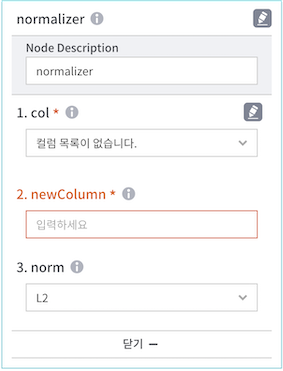 normalizer
Node Description
normalizer
1. col *
컬럼 목록이 없습니다.
2. newColumn *
입력하세요
3. norm
L2
닫기 −